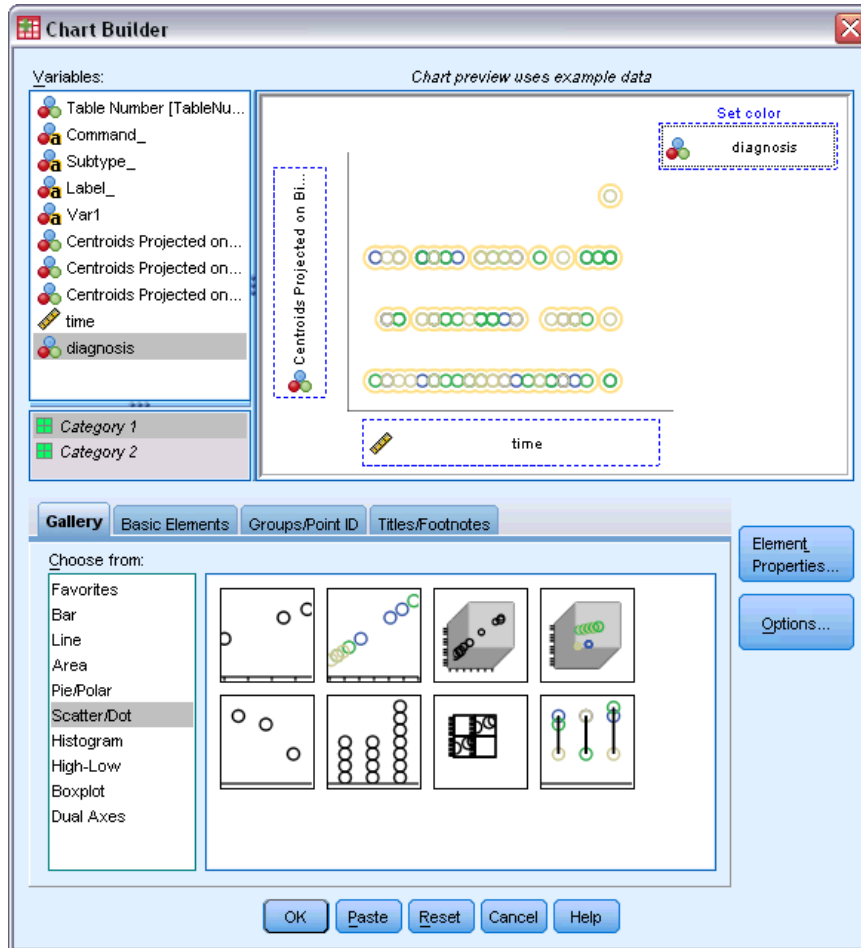 Chart Builder
Variables:
Chart preview uses example data
Table Number [TableNu...
Command_
Subtype_
Label_
Var1
Centroids Projected on...
Centroids Projected on...
Centroids Projected on...
time
diagnosis
Category 1
Category 2
Set color
diagnosis
Centroids Projected on Bi...
time
Gallery
Basic Elements
Groups/Point ID
Titles/Footnotes
Choose from:
Favorites
Bar
Line
Area
Pie/Polar
Scatter/Dot
Histogram
High-Low
Boxplot
Dual Axes
Element
Properties...
Options...
OK
Paste
Reset
Cancel
Help